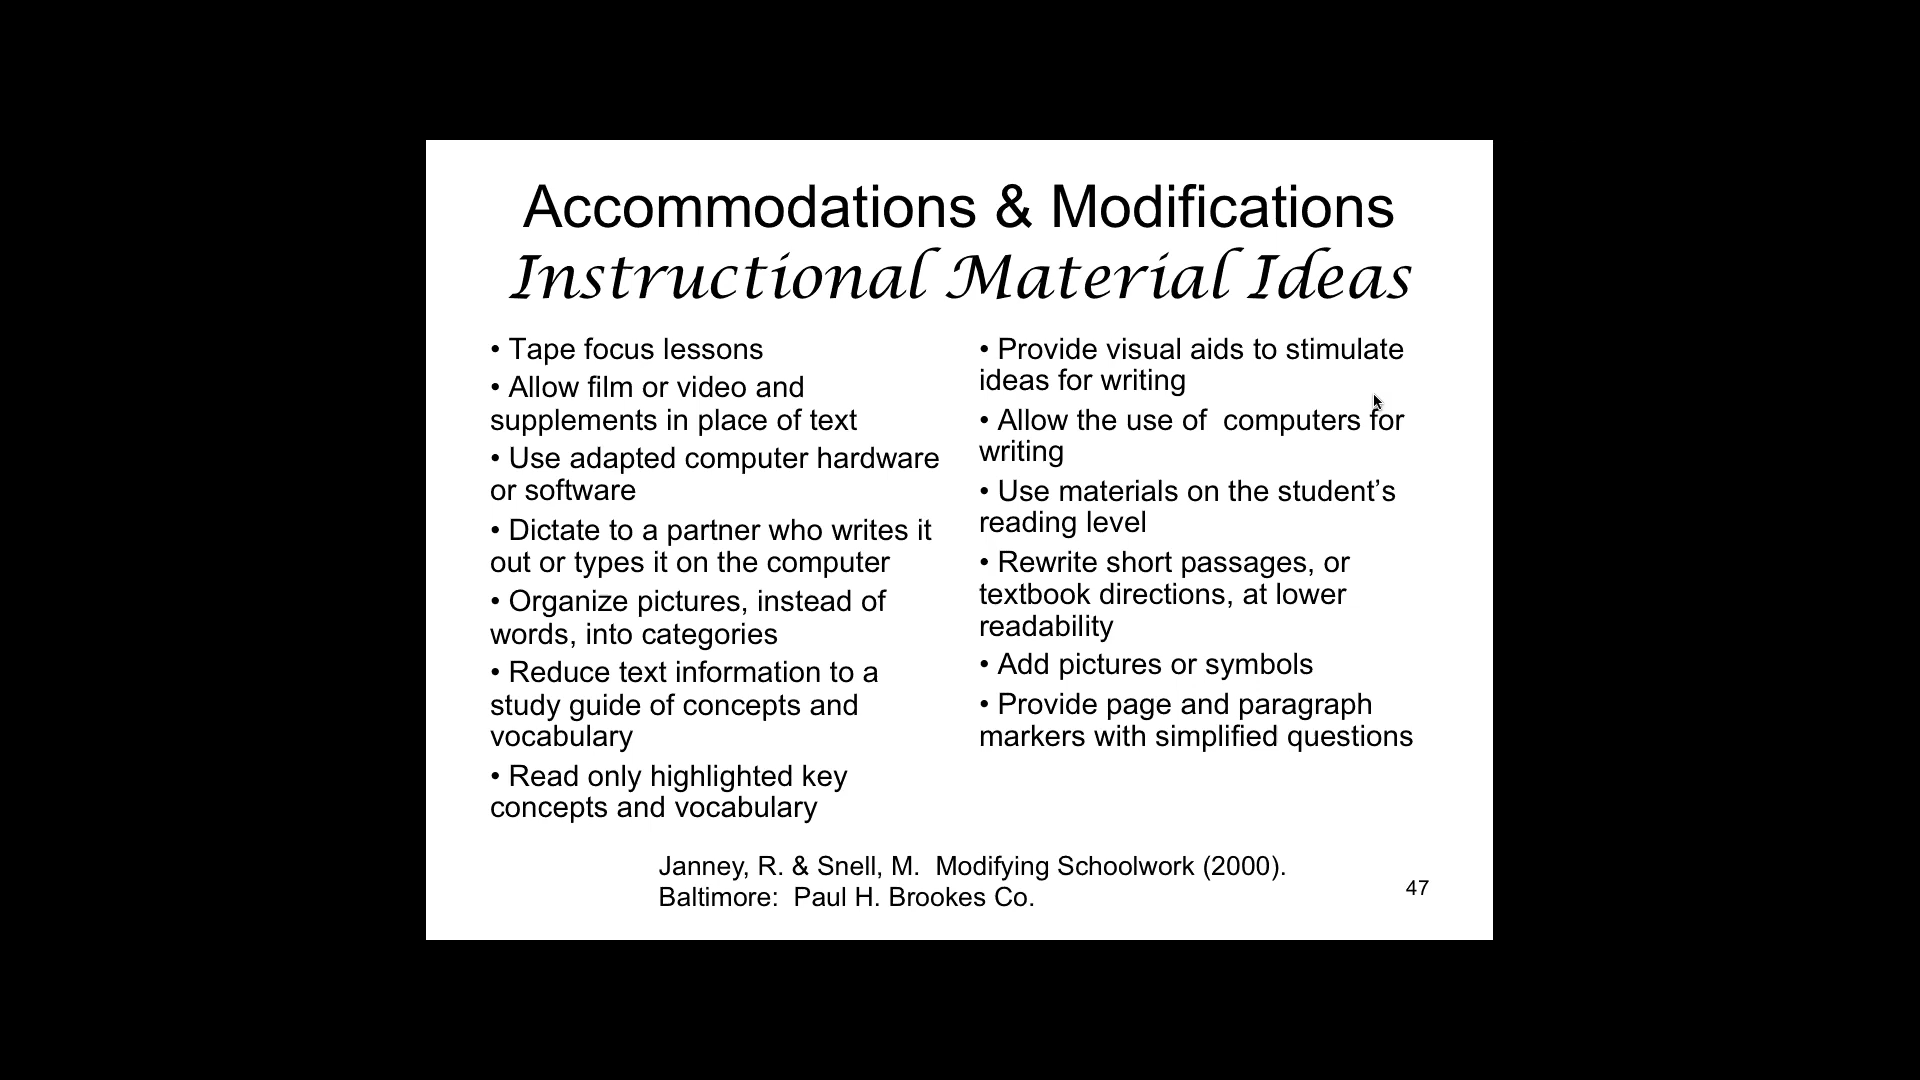 Accommodations & Modifications
Instructional Material Ideas
• Tape focus lessons
• Allow film or video and
supplements in place of text
• Use adapted computer hardware
or software
• Dictate to a partner who writes it
out or types it on the computer
• Organize pictures, instead of
words, into categories
• Reduce text information to a
study guide of concepts and
vocabulary
• Read only highlighted key
concepts and vocabulary
• Provide visual aids to stimulate
ideas for writing
• Allow the use of  computers for
writing
• Use materials on the student’s
reading level
• Rewrite short passages, or
textbook directions, at lower
readability
• Add pictures or symbols
• Provide page and paragraph
markers with simplified questions
Janney, R. & Snell, M.  Modifying Schoolwork (2000).
Baltimore:  Paul H. Brookes Co.
47